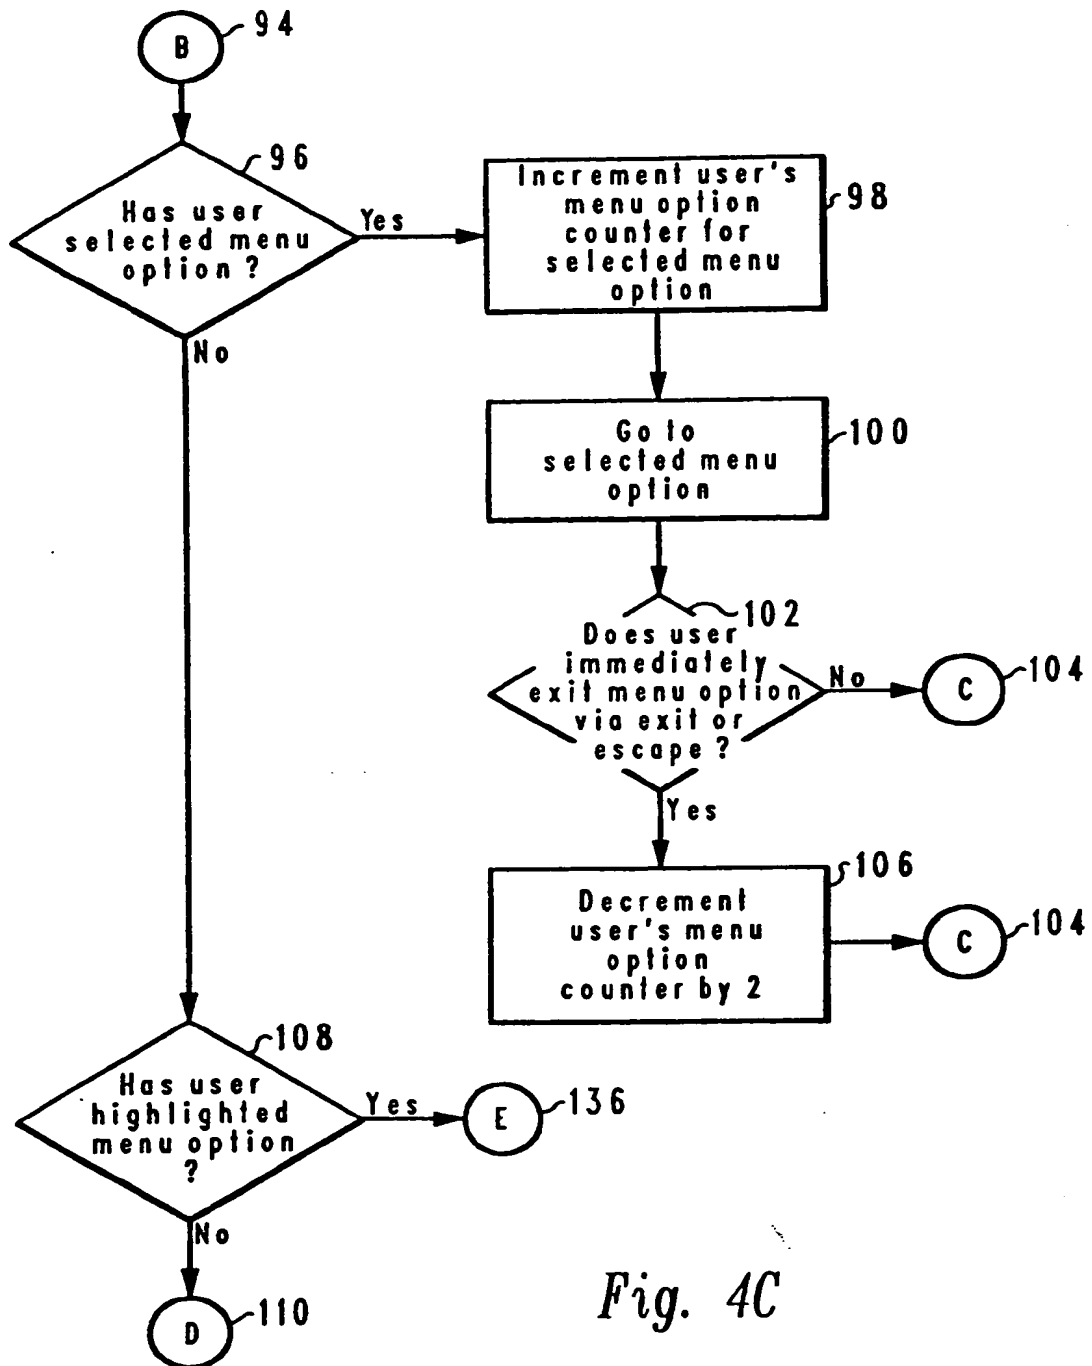 B
94
96
Has user
selected menu
option ?
Yes
No
Increment user's
menu option
counter for
selected menu
option
98
Go to
selected menu
option
100
102
Does user
immediately
exit menu option
via exit or
escape ?
No
C
104
Yes
106
Decrement
user's menu
option
counter by 2
C
104
108
Has user
highlighted
menu option
?
Yes
E
136
No
D
110
Fig. 4C